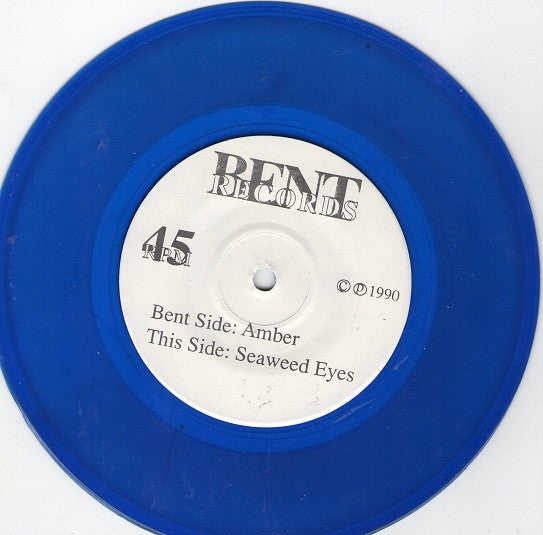 BENT
RECORDS
45
RPM
© ℗ 1990
Bent Side: Amber
This Side: Seaweed Eyes